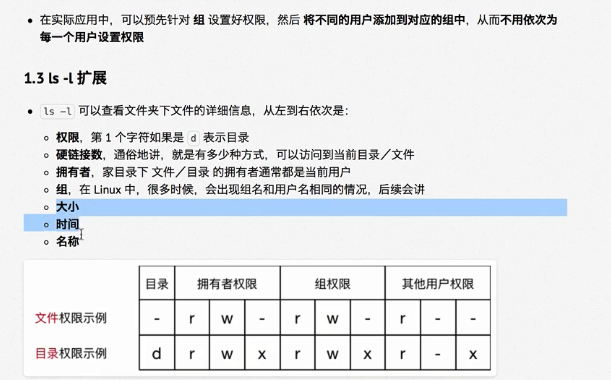 在实际应用中，可以预先针对 组 设置好权限，然后 将不同的用户添加到对应的组中，从而不用依次为
每一个用户设置权限
1.3 ls -l 扩展
ls -l 可以查看文件夹下文件的详细信息，从左到右依次是：
权限，第 1 个字符如果是 d 表示目录
硬链接数，通俗地讲，就是有多少种方式，可以访问到当前目录／文件
拥有者，家目录下 文件／目录 的拥有者通常都是当前用户
组，在 Linux 中，很多时候，会出现组名和用户名相同的情况，后续会讲
大小
时间
名称
目录 拥有者权限 组权限 其他用户权限
文件权限示例 - r w - r w - r - -
目录权限示例 d r w x r w x r - x